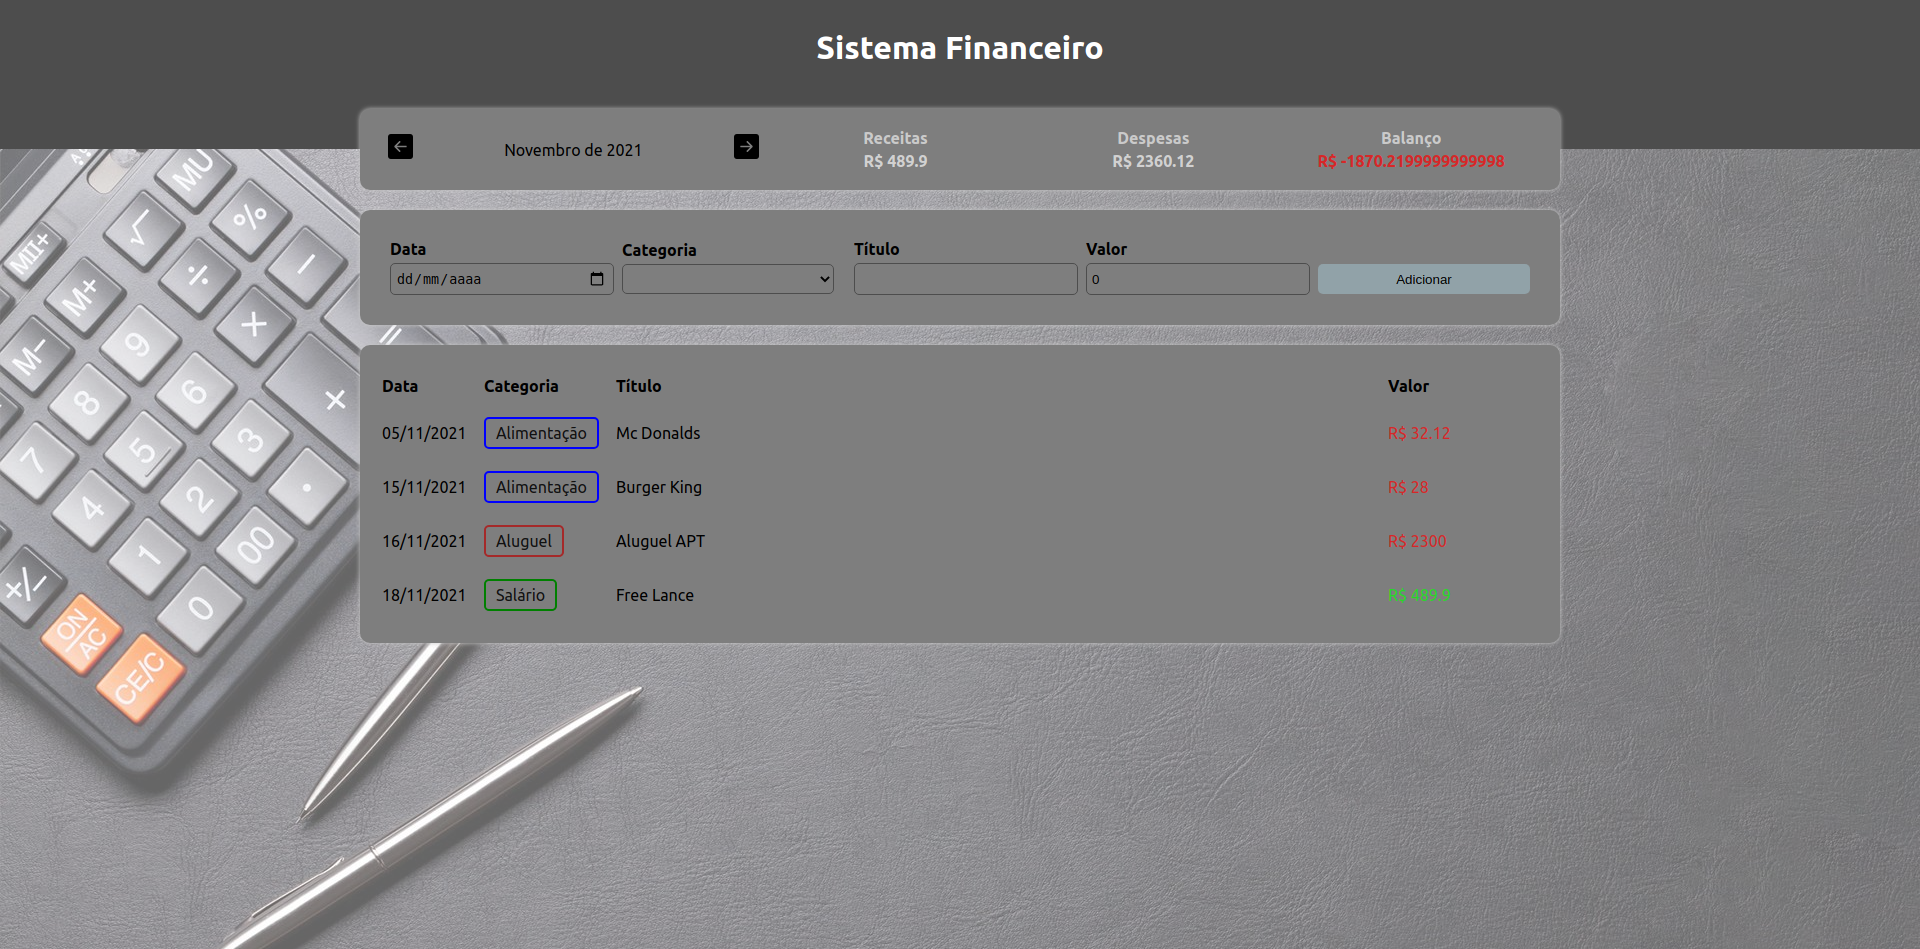 Sistema Financeiro
Novembro de 2021
Receitas
R$ 489.9
Despesas
R$ 2360.12
Balanço
R$ -1870.2199999999998
Data
dd/mm/aaaa
Categoria
Título
Valor
0
Adicionar
Data Categoria Título Valor
05/11/2021 Alimentação Mc Donalds R$ 32.12
15/11/2021 Alimentação Burger King R$ 28
16/11/2021 Aluguel Aluguel APT R$ 2300
18/11/2021 Salário Free Lance R$ 489.9
MU
√ %
MII+ ÷ −
M+ ×
M− 9 =
8 6 +
7 5 3
4 2 .
1 00
+/− 0
ON/AC
CE/C